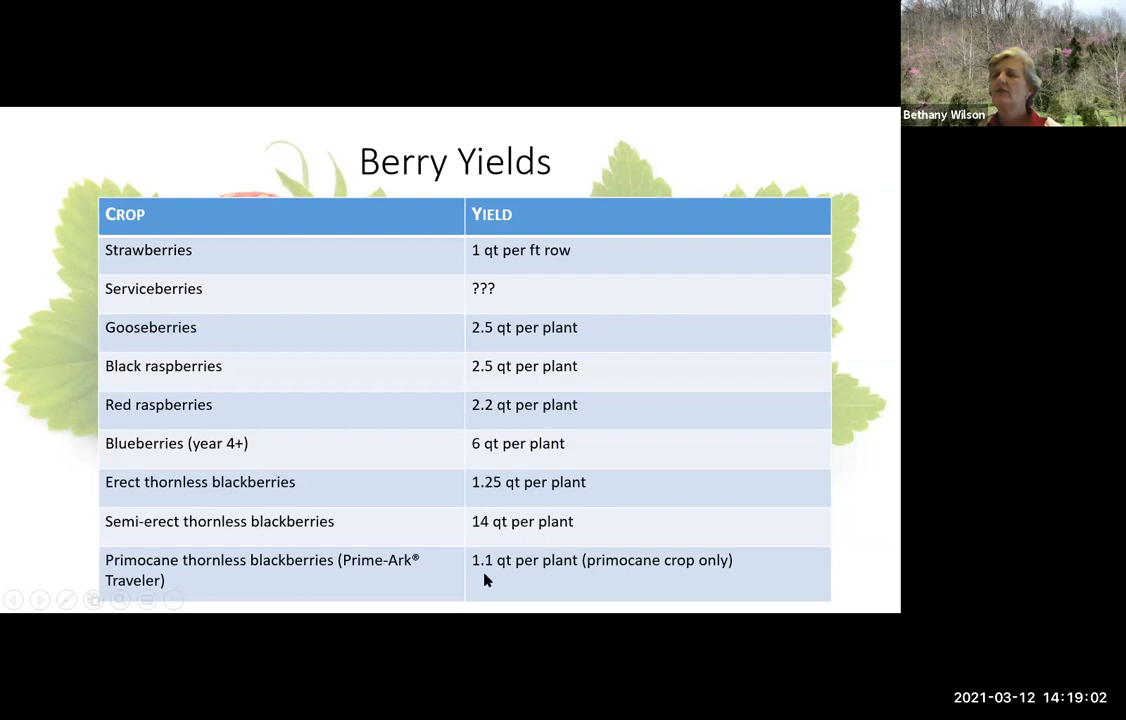 Bethany Wilson
Berry Yields
CROP YIELD
Strawberries 1 qt per ft row
Serviceberries ???
Gooseberries 2.5 qt per plant
Black raspberries 2.5 qt per plant
Red raspberries 2.2 qt per plant
Blueberries (year 4+) 6 qt per plant
Erect thornless blackberries 1.25 qt per plant
Semi-erect thornless blackberries 14 qt per plant
Primocane thornless blackberries (Prime-Ark® 1.1 qt per plant (primocane crop only)
Traveler)
2021-03-12 14:19:02